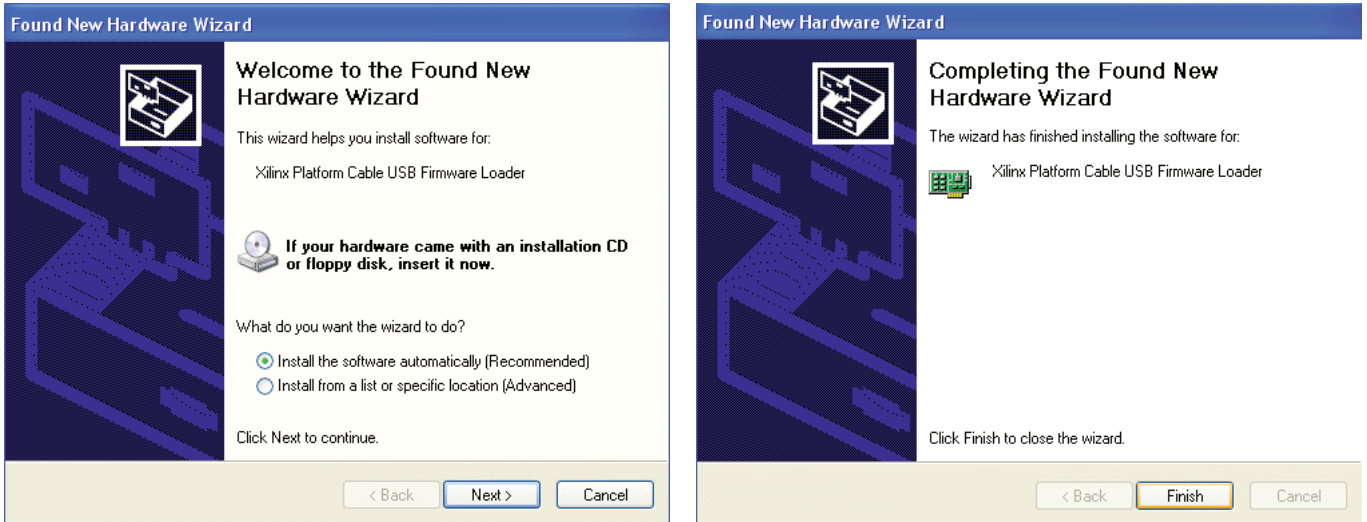 Found New Hardware Wizard
Welcome to the Found New
Hardware Wizard
This wizard helps you install software for:
Xilinx Platform Cable USB Firmware Loader
If your hardware came with an installation CD
or floppy disk, insert it now.
What do you want the wizard to do?
Install the software automatically (Recommended)
Install from a list or specific location (Advanced)
Click Next to continue.
< Back
Next >
Cancel
Found New Hardware Wizard
Completing the Found New
Hardware Wizard
The wizard has finished installing the software for:
Xilinx Platform Cable USB Firmware Loader
Click Finish to close the wizard.
< Back
Finish
Cancel